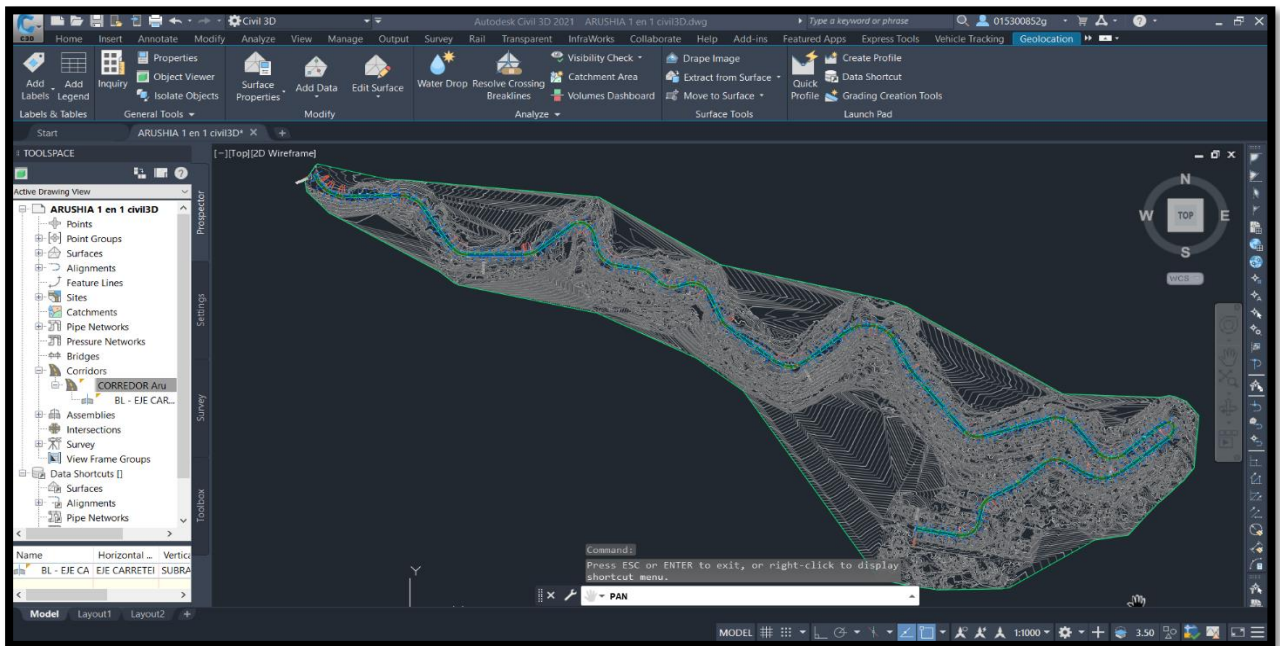 Civil 3D
Autodesk Civil 3D 2021 ARUSHIA 1 en 1 civil3D.dwg
Type a keyword or phrase
015300852g
C3D Home Insert Annotate Modify Analyze View Manage Output Survey Rail Transparent InfraWorks Collaborate Help Add-ins Featured Apps Express Tools Vehicle Tracking Geolocation
Add Labels
Add Legend
Labels & Tables
Inquiry
Properties
Object Viewer
Isolate Objects
General Tools
Surface Properties
Add Data
Edit Surface
Modify
Water Drop
Resolve Crossing Breaklines
Visibility Check
Catchment Area
Volumes Dashboard
Analyze
Drape Image
Extract from Surface
Move to Surface
Surface Tools
Quick Profile
Create Profile
Data Shortcut
Grading Creation Tools
Launch Pad
Start
ARUSHIA 1 en 1 civil3D*
TOOLSPACE
[-][Top][2D Wireframe]
Active Drawing View
ARUSHIA 1 en 1 civil3D
Points
Point Groups
Surfaces
Alignments
Feature Lines
Sites
Catchments
Pipe Networks
Pressure Networks
Bridges
Corridors
CORREDOR Aru
BL - EJE CAR...
Assemblies
Intersections
Survey
View Frame Groups
Data Shortcuts []
Surfaces
Alignments
Pipe Networks
Prospector
Settings
Survey
Toolbox
Name Horizontal ... Vertica
BL - EJE CA EJE CARRETEI SUBRA
N
W TOP E
S
WCS
Y
Command:
Press ESC or ENTER to exit, or right-click to display
shortcut menu.
PAN
Model Layout1 Layout2 +
MODEL 1:1000 3.50